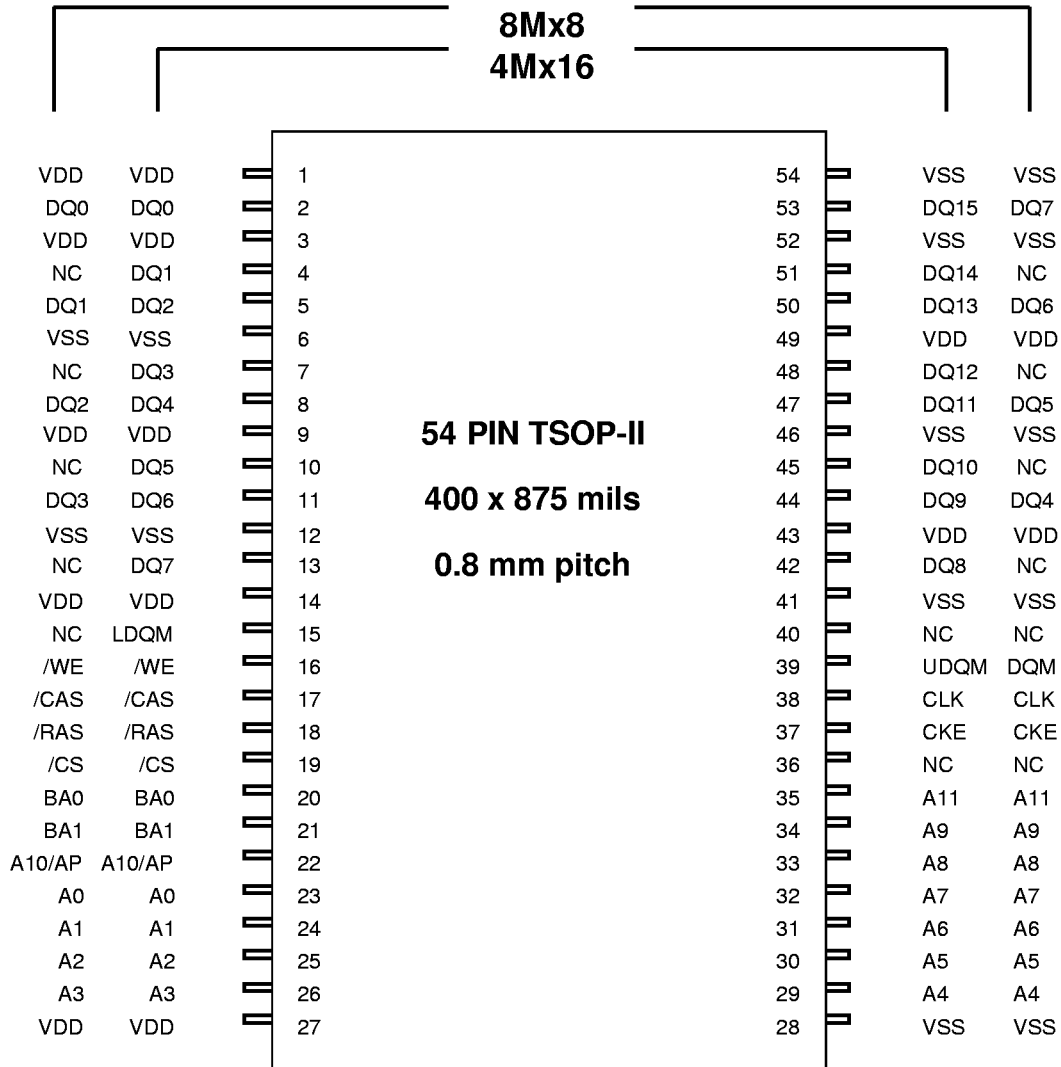 8Mx8
4Mx16
VDD VDD 1 54 VSS VSS
DQ0 DQ0 2 53 DQ15 DQ7
VDD VDD 3 52 VSS VSS
NC DQ1 4 51 DQ14 NC
DQ1 DQ2 5 50 DQ13 DQ6
VSS VSS 6 49 VDD VDD
NC DQ3 7 48 DQ12 NC
DQ2 DQ4 8 47 DQ11 DQ5
VDD VDD 9 54 PIN TSOP-II 46 VSS VSS
NC DQ5 10 45 DQ10 NC
DQ3 DQ6 11 400 x 875 mils 44 DQ9 DQ4
VSS VSS 12 43 VDD VDD
NC DQ7 13 0.8 mm pitch 42 DQ8 NC
VDD VDD 14 41 VSS VSS
NC LDQM 15 40 NC NC
/WE /WE 16 39 UDQM DQM
/CAS /CAS 17 38 CLK CLK
/RAS /RAS 18 37 CKE CKE
/CS /CS 19 36 NC NC
BA0 BA0 20 35 A11 A11
BA1 BA1 21 34 A9 A9
A10/AP A10/AP 22 33 A8 A8
A0 A0 23 32 A7 A7
A1 A1 24 31 A6 A6
A2 A2 25 30 A5 A5
A3 A3 26 29 A4 A4
VDD VDD 27 28 VSS VSS